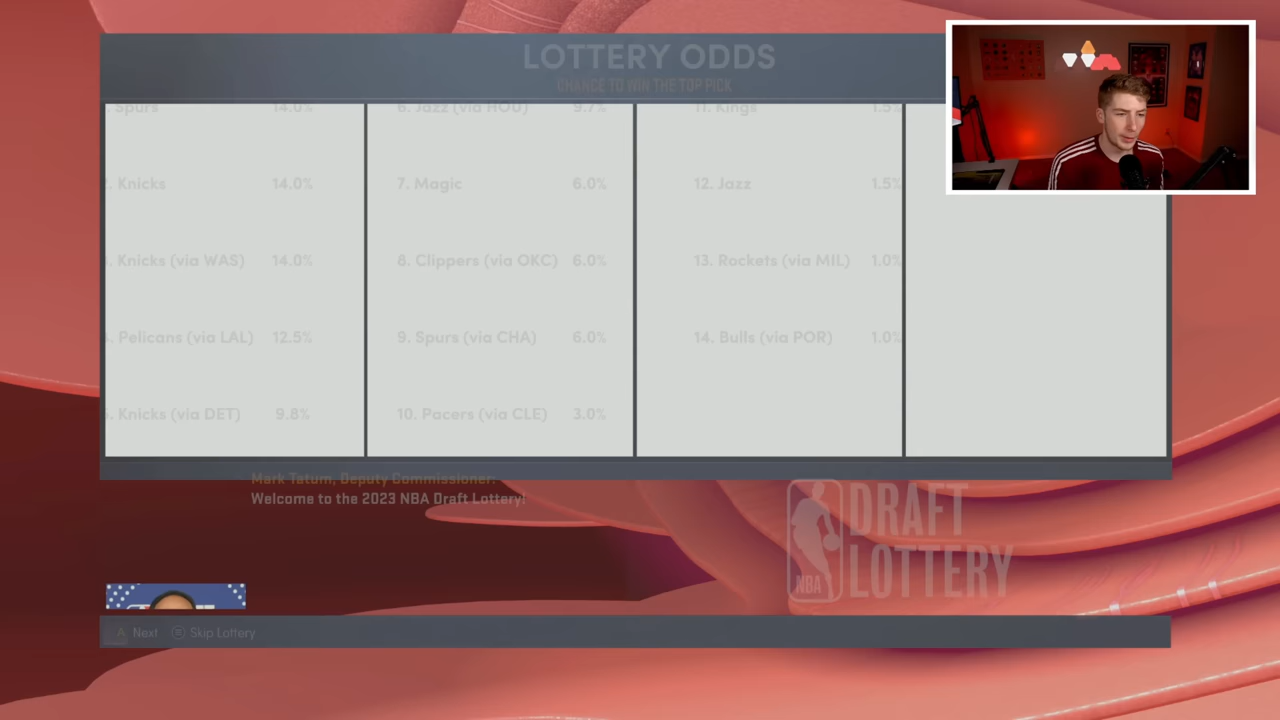 LOTTERY ODDS
CHANCE TO WIN THE TOP PICK
Spurs 14.0%
Knicks 14.0%
Knicks (via WAS) 14.0%
Pelicans (via LAL) 12.5%
Knicks (via DET) 9.8%
6. Jazz (via HOU) 9.7%
7. Magic 6.0%
8. Clippers (via OKC) 6.0%
9. Spurs (via CHA) 6.0%
10. Pacers (via CLE) 3.0%
11. Kings 1.5%
12. Jazz 1.5%
13. Rockets (via MIL) 1.0%
14. Bulls (via POR) 1.0%
Mark Tatum, Deputy Commissioner:
Welcome to the 2023 NBA Draft Lottery!
NBA
DRAFT
LOTTERY
A Next Skip Lottery